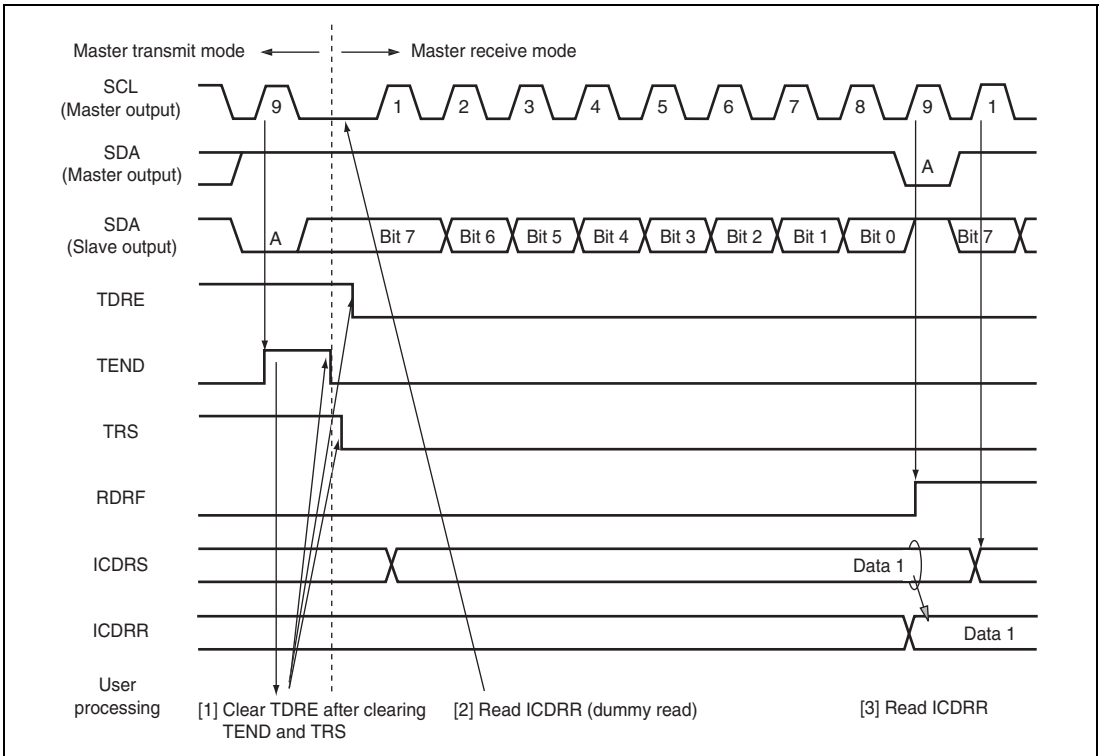 Master transmit mode
Master receive mode
SCL
(Master output)
9 1 2 3 4 5 6 7 8 9 1
SDA
(Master output)
A
SDA
(Slave output)
A Bit 7 Bit 6 Bit 5 Bit 4 Bit 3 Bit 2 Bit 1 Bit 0 Bit 7
TDRE
TEND
TRS
RDRF
ICDRS
Data 1
ICDRR
Data 1
User
processing
[1] Clear TDRE after clearing
TEND and TRS
[2] Read ICDRR (dummy read)
[3] Read ICDRR